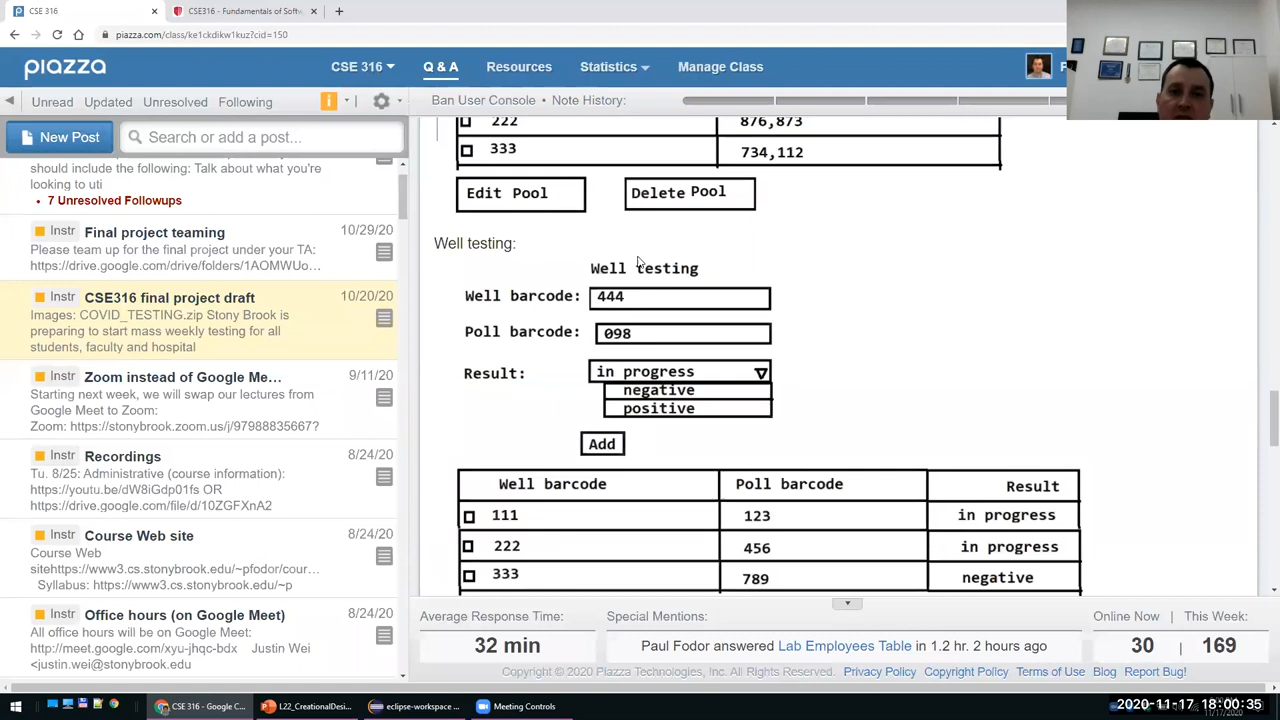 CSE 316
CSE316 - Fundamentals of Softw
piazza.com/class/ke1ckdikw1kuz?cid=150
piazza
CSE 316
Q & A
Resources
Statistics
Manage Class
Unread
Updated
Unresolved
Following
Ban User Console • Note History:
New Post
Search or add a post...
should include the following: Talk about what you're
looking to uti
• 7 Unresolved Followups
Instr Final project teaming 10/29/20
Please team up for the final project under your TA:
https://drive.google.com/drive/folders/1AOMWUo…
Instr CSE316 final project draft 10/20/20
Images: COVID_TESTING.zip Stony Brook is
preparing to start mass weekly testing for all
students, faculty and hospital
Instr Zoom instead of Google Me… 9/11/20
Starting next week, we will swap our lectures from
Google Meet to Zoom:
Zoom: https://stonybrook.zoom.us/j/97988835667?
Instr Recordings 8/24/20
Tu. 8/25: Administrative (course information):
https://youtu.be/dW8iGdp01fs OR
https://drive.google.com/file/d/10ZGFXnA2
Instr Course Web site 8/24/20
Course Web
sitehttps://www3.cs.stonybrook.edu/~pfodor/cour…
Syllabus: https://www3.cs.stonybrook.edu/~p
Instr Office hours (on Google Meet) 8/24/20
All office hours will be on Google Meet:
http://meet.google.com/xyu-jhqc-bdx Justin Wei
<justin.wei@stonybrook.edu
222 876,873
333 734,112
Edit Pool Delete Pool
Well testing:
Well testing
Well barcode: 444
Poll barcode: 098
Result: in progress
negative
positive
Add
Well barcode Poll barcode Result
111 123 in progress
222 456 in progress
333 789 negative
Average Response Time:
32 min
Special Mentions:
Paul Fodor answered Lab Employees Table in 1.2 hr. 2 hours ago
Online Now | This Week:
30 | 169
Copyright © 2020 Piazza Technologies, Inc. All Rights Reserved. Privacy Policy Copyright Policy Terms of Use Blog Report Bug!
CSE 316 - Google C...
L22_CreationalDesi...
eclipse-workspace ...
Meeting Controls
2020-11-17 18:00:35